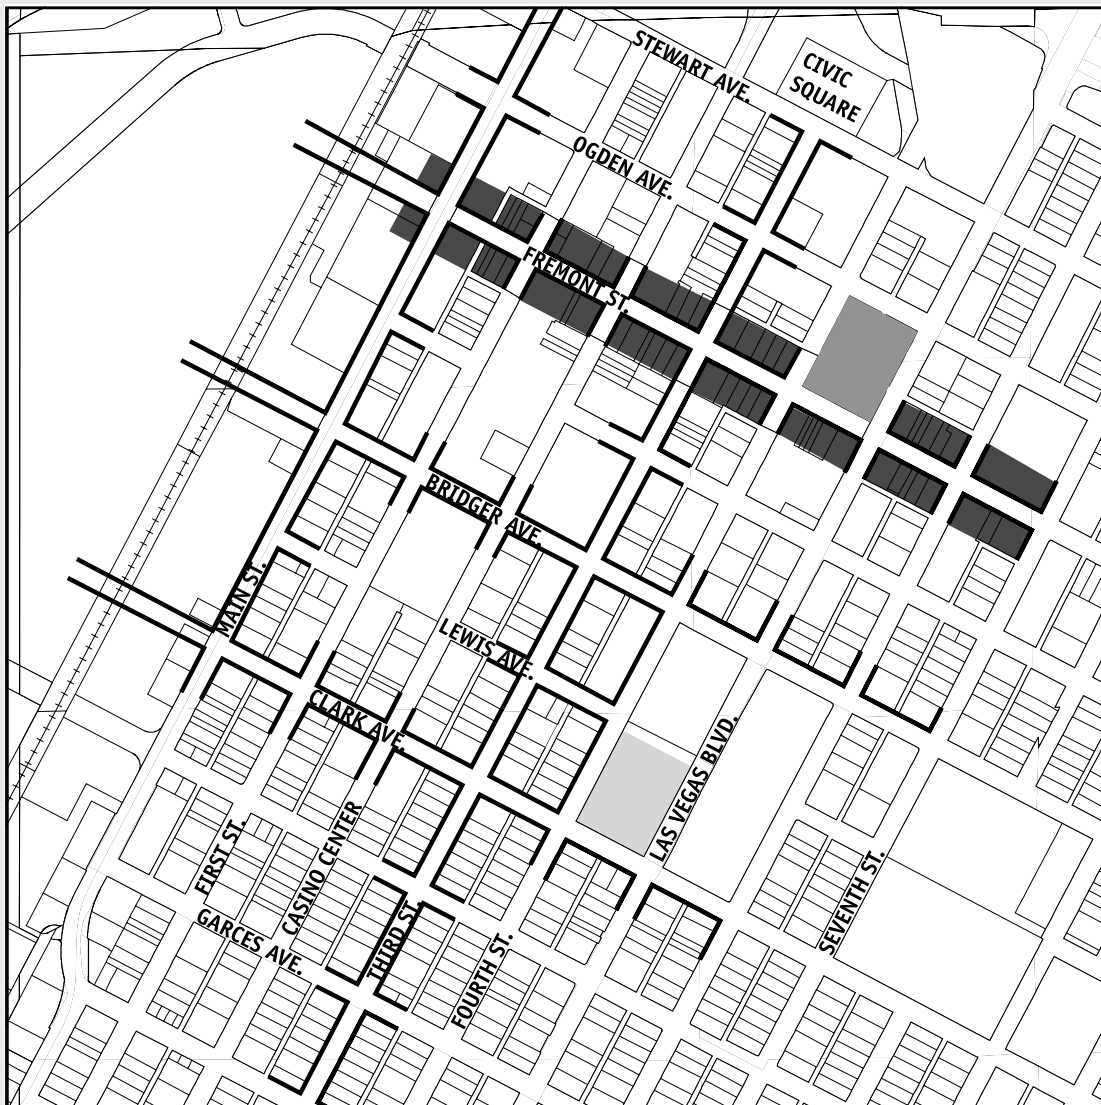 STEWART AVE.
CIVIC
SQUARE
OGDEN AVE.
FREMONT ST.
BRIDGER AVE.
MAIN ST.
LEWIS AVE.
CLARK AVE.
LAS VEGAS BLVD.
FIRST ST.
CASINO CENTER
SEVENTH ST.
GARCES AVE.
THIRD ST.
FOURTH ST.